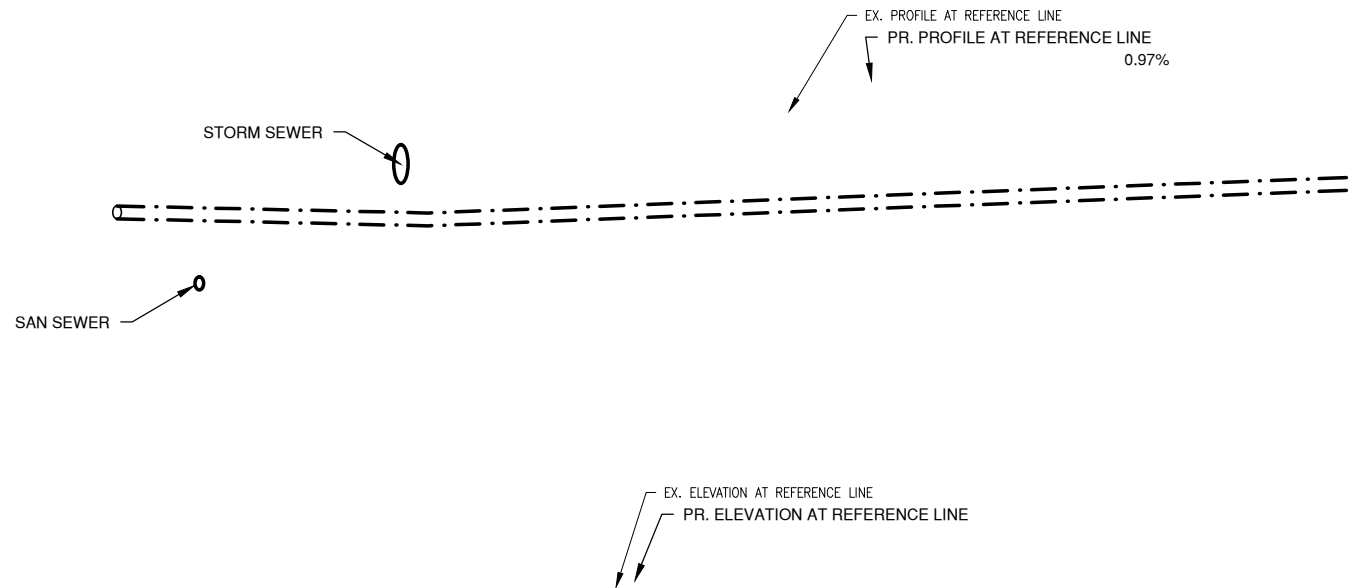 EX. PROFILE AT REFERENCE LINE
PR. PROFILE AT REFERENCE LINE
0.97%
STORM SEWER
SAN SEWER
EX. ELEVATION AT REFERENCE LINE
PR. ELEVATION AT REFERENCE LINE